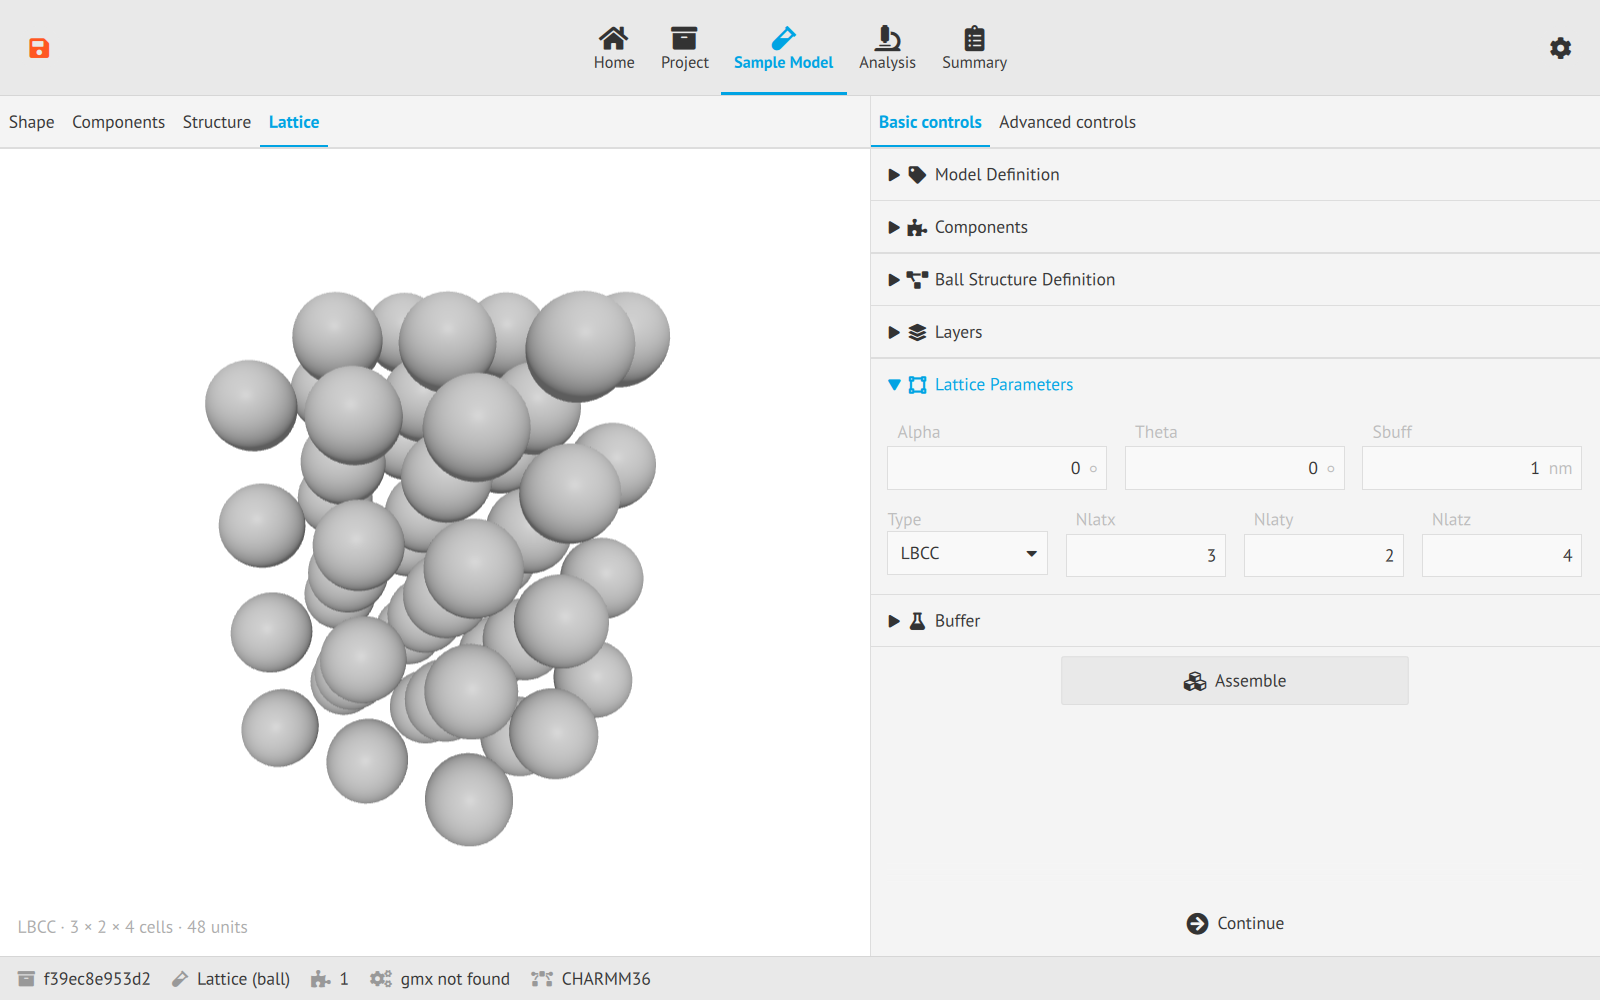 Home
Project
Sample Model
Analysis
Summary
Shape
Components
Structure
Lattice
Basic controls
Advanced controls
Model Definition
Components
Ball Structure Definition
Layers
Lattice Parameters
Alpha
Theta
Sbuff
0 °
0 °
1 nm
Type
Nlatx
Nlaty
Nlatz
LBCC
3
2
4
Buffer
Assemble
Continue
LBCC · 3 × 2 × 4 cells · 48 units
f39ec8e953d2
Lattice (ball)
1
gmx not found
CHARMM36